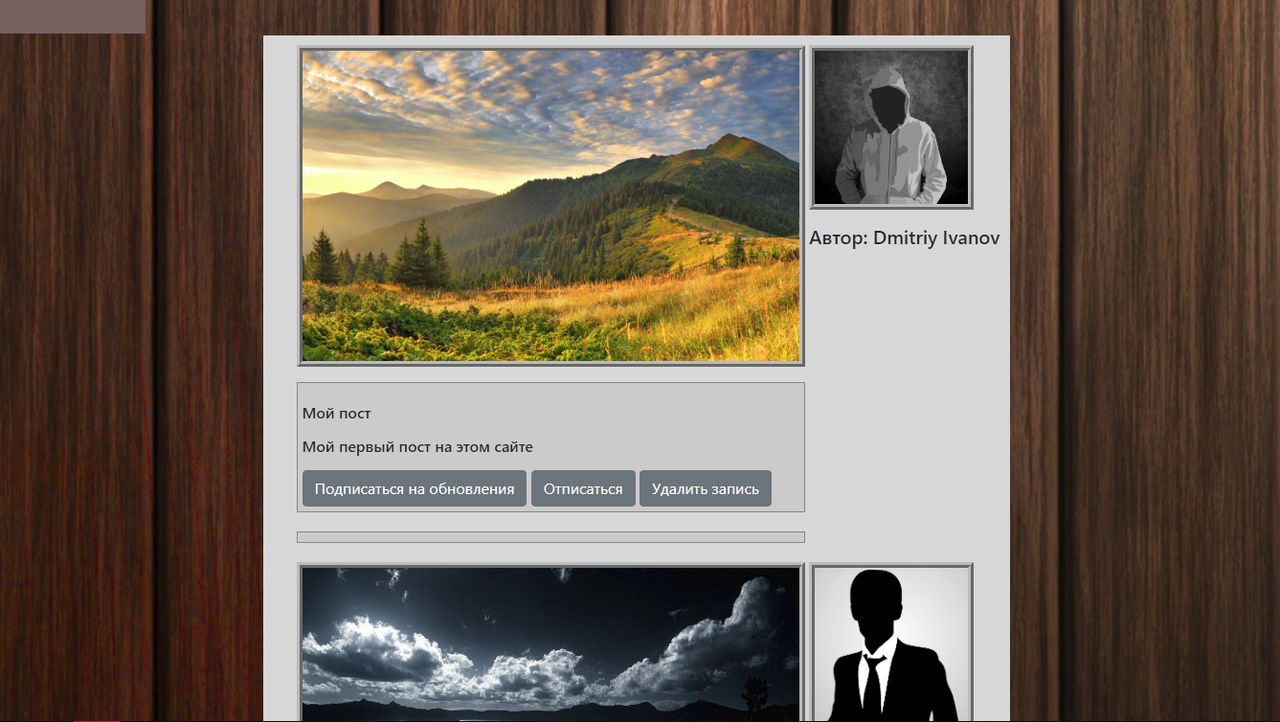 Автор: Dmitriy Ivanov
Мой пост
Мой первый пост на этом сайте
Подписаться на обновления Отписаться Удалить запись